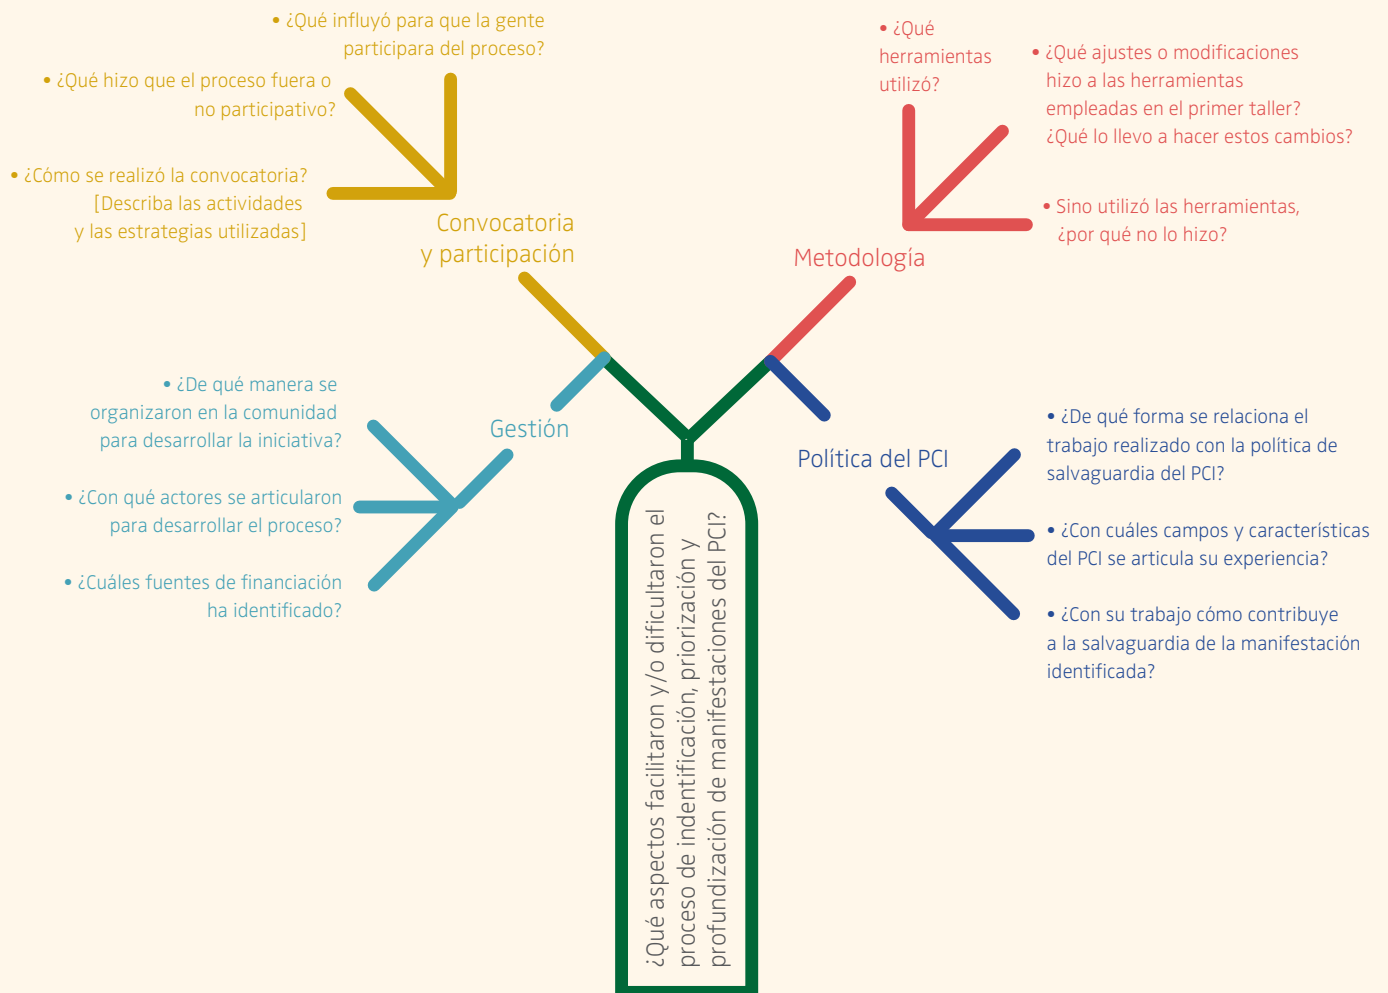 • ¿Qué influyó para que la gente
participara del proceso?
• ¿Qué hizo que el proceso fuera o
no participativo?
• ¿Cómo se realizó la convocatoria?
[Describa las actividades
y las estrategias utilizadas]
Convocatoria
y participación
• ¿Qué
herramientas
utilizó?
• ¿Qué ajustes o modificaciones
hizo a las herramientas
empleadas en el primer taller?
¿Qué lo llevo a hacer estos cambios?
• Sino utilizó las herramientas,
¿por qué no lo hizo?
Metodología
• ¿De qué manera se
organizaron en la comunidad
para desarrollar la iniciativa?
• ¿Con qué actores se articularon
para desarrollar el proceso?
• ¿Cuáles fuentes de financiación
ha identificado?
Gestión
Política del PCI
• ¿De qué forma se relaciona el
trabajo realizado con la política de
salvaguardia del PCI?
• ¿Con cuáles campos y características
del PCI se articula su experiencia?
• ¿Con su trabajo cómo contribuye
a la salvaguardia de la manifestación
identificada?
¿Qué aspectos facilitaron y/o dificultaron el
proceso de indentificación, priorización y
profundización de manifestaciones del PCI?